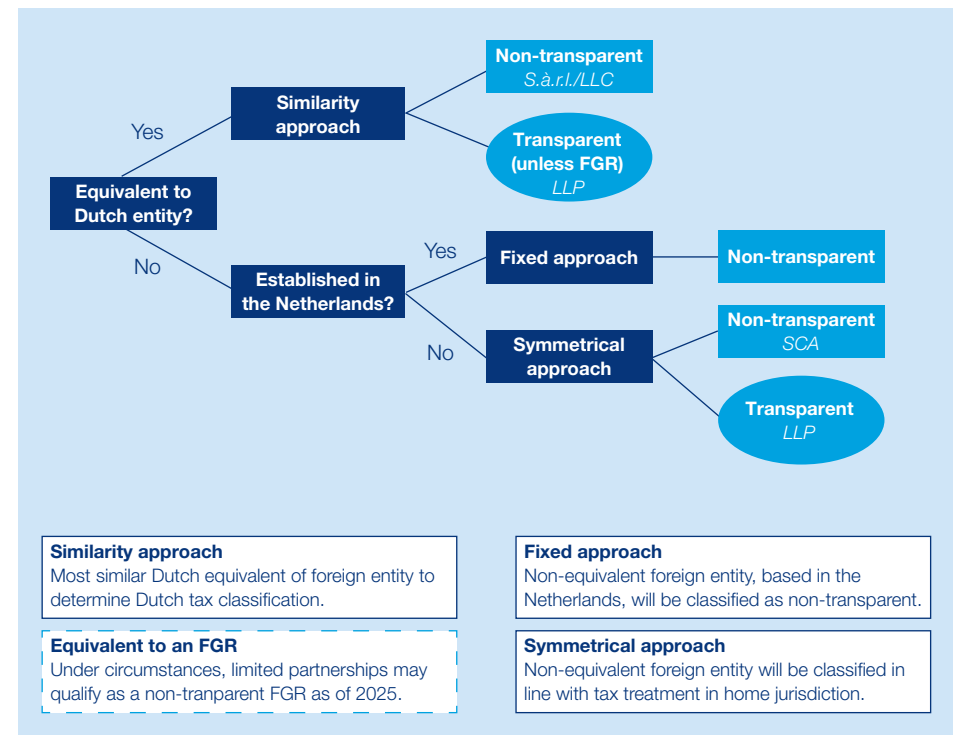 Non-transparent
S.à.r.l./LLC
Similarity
approach
Yes
Transparent
(unless FGR)
LLP
Equivalent to
Dutch entity?
No
Yes
Established in
the Netherlands?
Fixed approach
Non-transparent
No
Symmetrical
approach
Non-transparent
SCA
Transparent
LLP
Similarity approach
Most similar Dutch equivalent of foreign entity to
determine Dutch tax classification.
Fixed approach
Non-equivalent foreign entity, based in the
Netherlands, will be classified as non-transparent.
Equivalent to an FGR
Under circumstances, limited partnerships may
qualify as a non-tranparent FGR as of 2025.
Symmetrical approach
Non-equivalent foreign entity will be classified in
line with tax treatment in home jurisdiction.